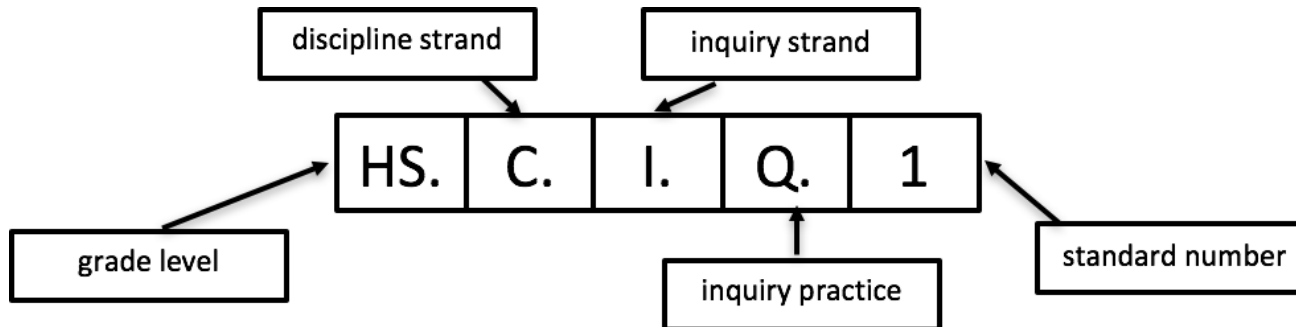 discipline strand
inquiry strand
HS. C. I. Q. 1
grade level
inquiry practice
standard number